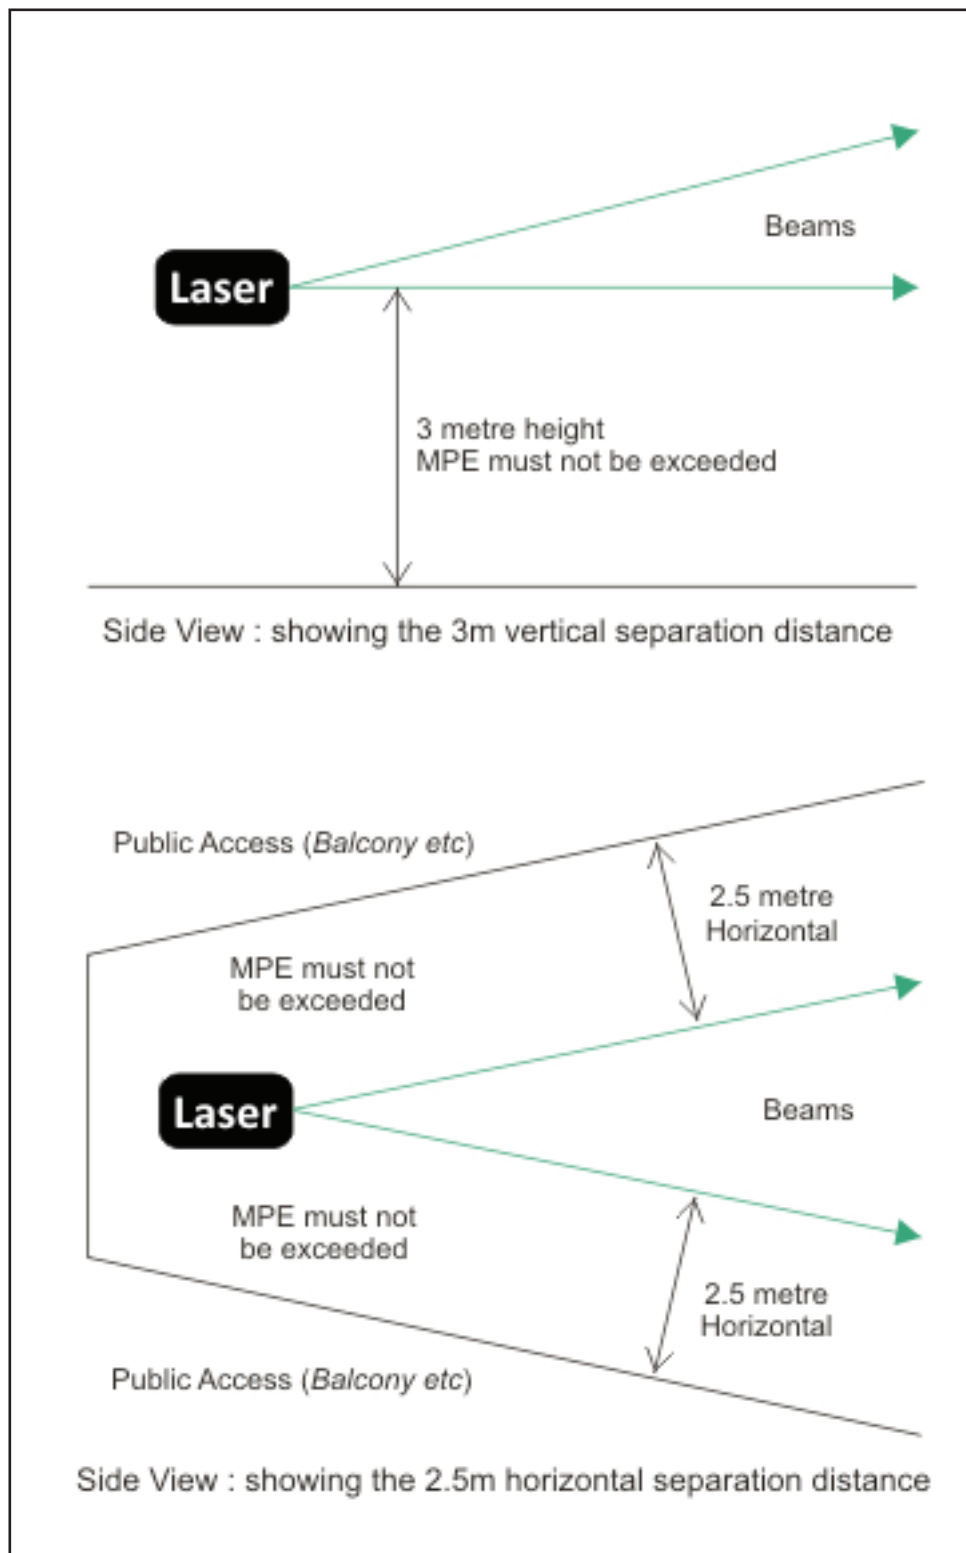 Beams
Laser
3 metre height
MPE must not be exceeded
Side View : showing the 3m vertical separation distance
Public Access (Balcony etc)
2.5 metre
Horizontal
MPE must not
be exceeded
Laser
Beams
MPE must not
be exceeded
2.5 metre
Horizontal
Public Access (Balcony etc)
Side View : showing the 2.5m horizontal separation distance